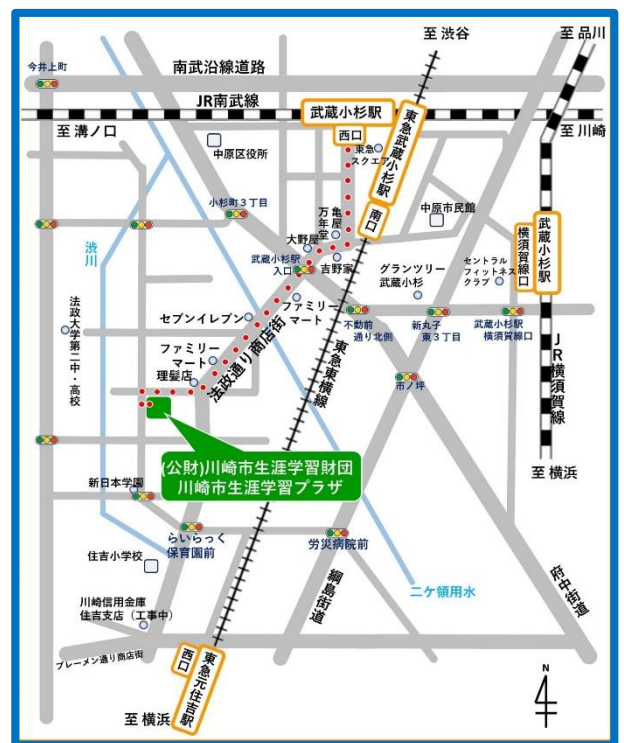 至 渋谷
至 品川
今井上町
南武沿線道路
JR南武線
武蔵小杉駅
西口
東急武蔵小杉駅
至 溝ノ口
至 川崎
中原区役所
東急
スクエア
南口
小杉町３丁目
亀屋
万年堂
中原市民館
武蔵小杉駅
横須賀線口
渋川
大野屋
武蔵小杉駅
入口
吉野家
グランツリー
武蔵小杉
セントラル
フィットネス
クラブ
ファミリー
マート
セブンイレブン
法政大学第二中・高校
不動前
通り北側
新丸子
東３丁目
武蔵小杉駅
横須賀線口
ファミリー
マート
理髪店
法政通り商店街
東急東横線
JR横須賀線
市ノ坪
(公財)川崎市生涯学習財団
川崎市生涯学習プラザ
至 横浜
新日本学園
らいらっく
保育園前
労災病院前
住吉小学校
綱島街道
二ケ領用水
府中街道
川崎信用金庫
住吉支店（工事中）
ブレーメン通り商店街
西口
東急元住吉駅
至 横浜
N